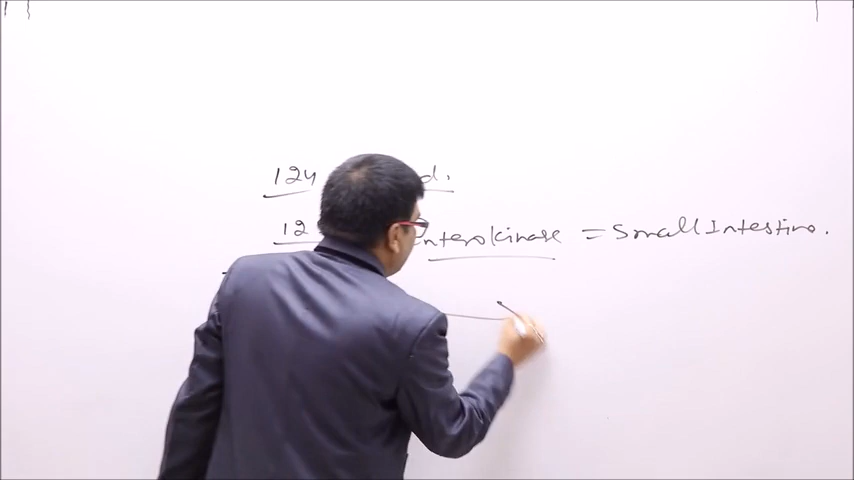 124 d.
12 Enterokinase = Small Intestine.